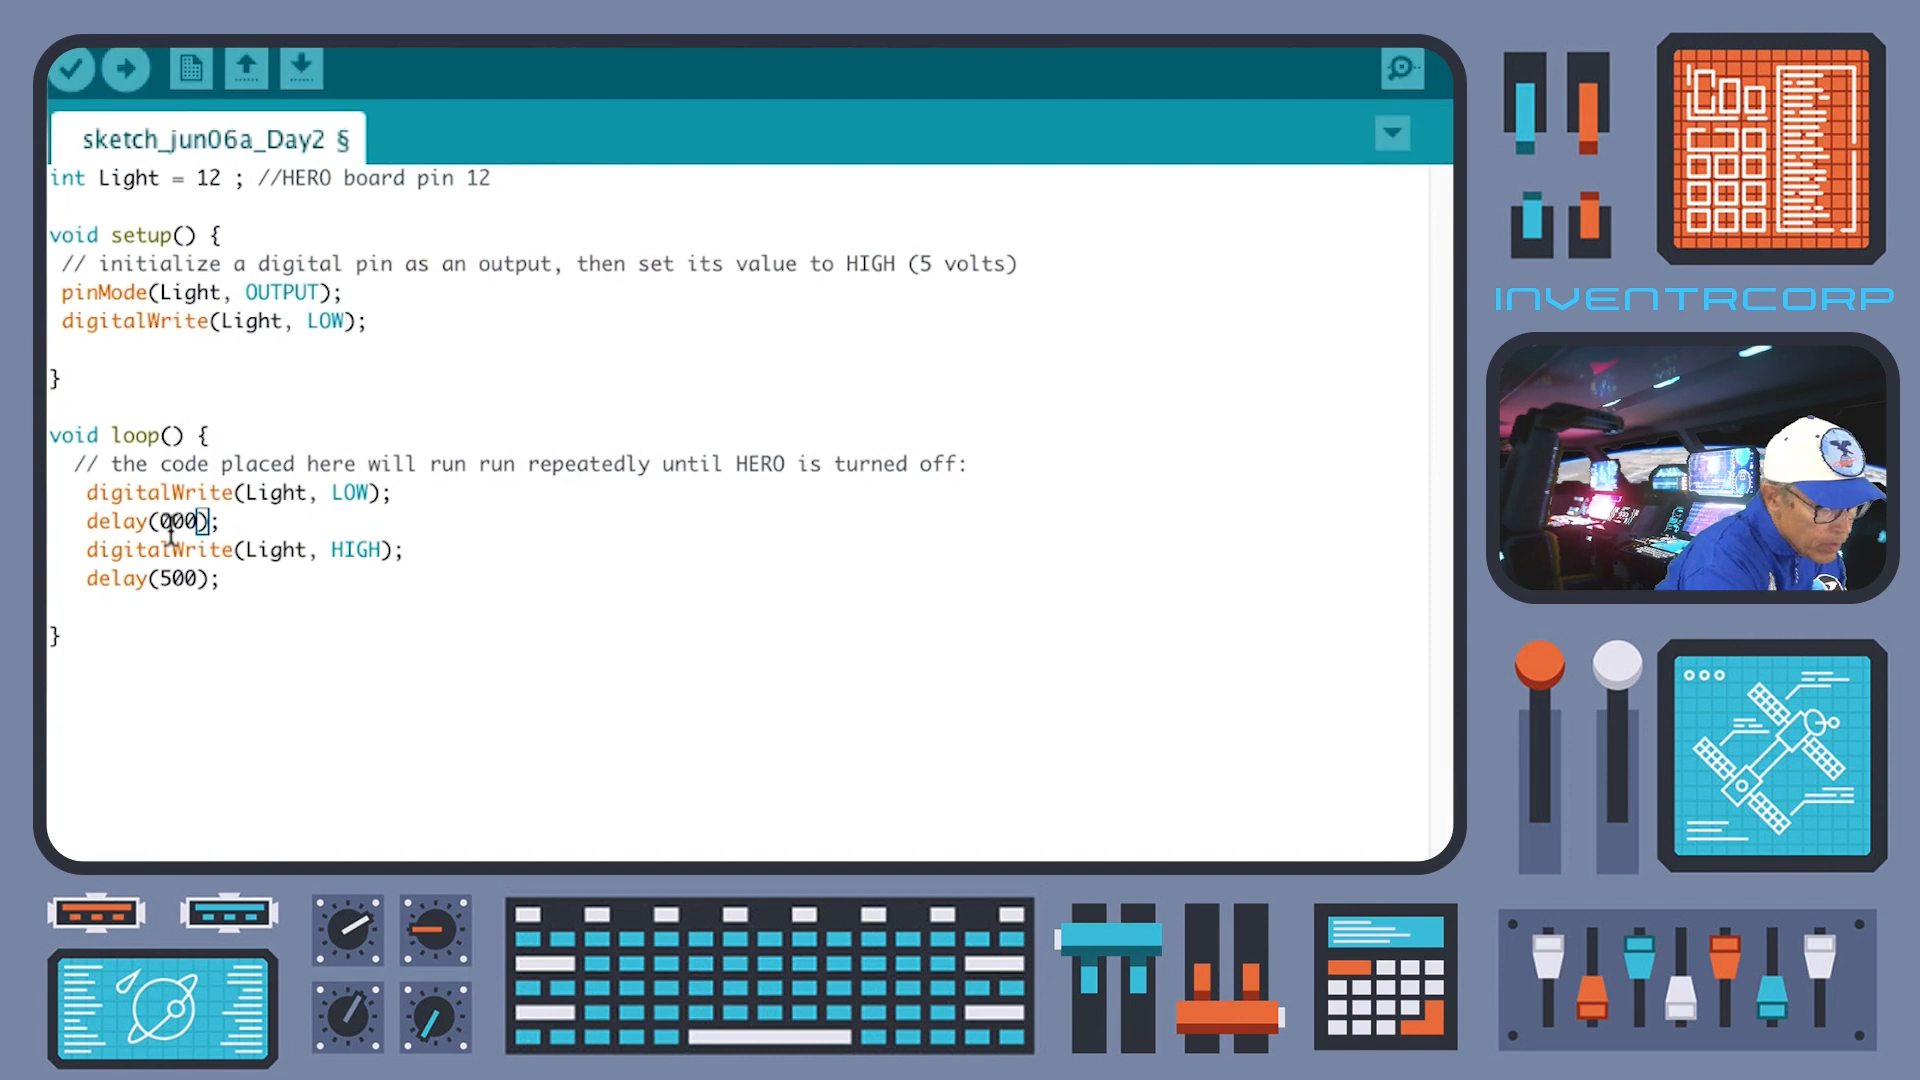 sketch_jun06a_Day2 §
int Light = 12 ; //HERO board pin 12
void setup() {
// initialize a digital pin as an output, then set its value to HIGH (5 volts)
pinMode(Light, OUTPUT);
digitalWrite(Light, LOW);
}
void loop() {
// the code placed here will run run repeatedly until HERO is turned off:
digitalWrite(Light, LOW);
delay(000);
digitalWrite(Light, HIGH);
delay(500);
}
INVENTRCORP